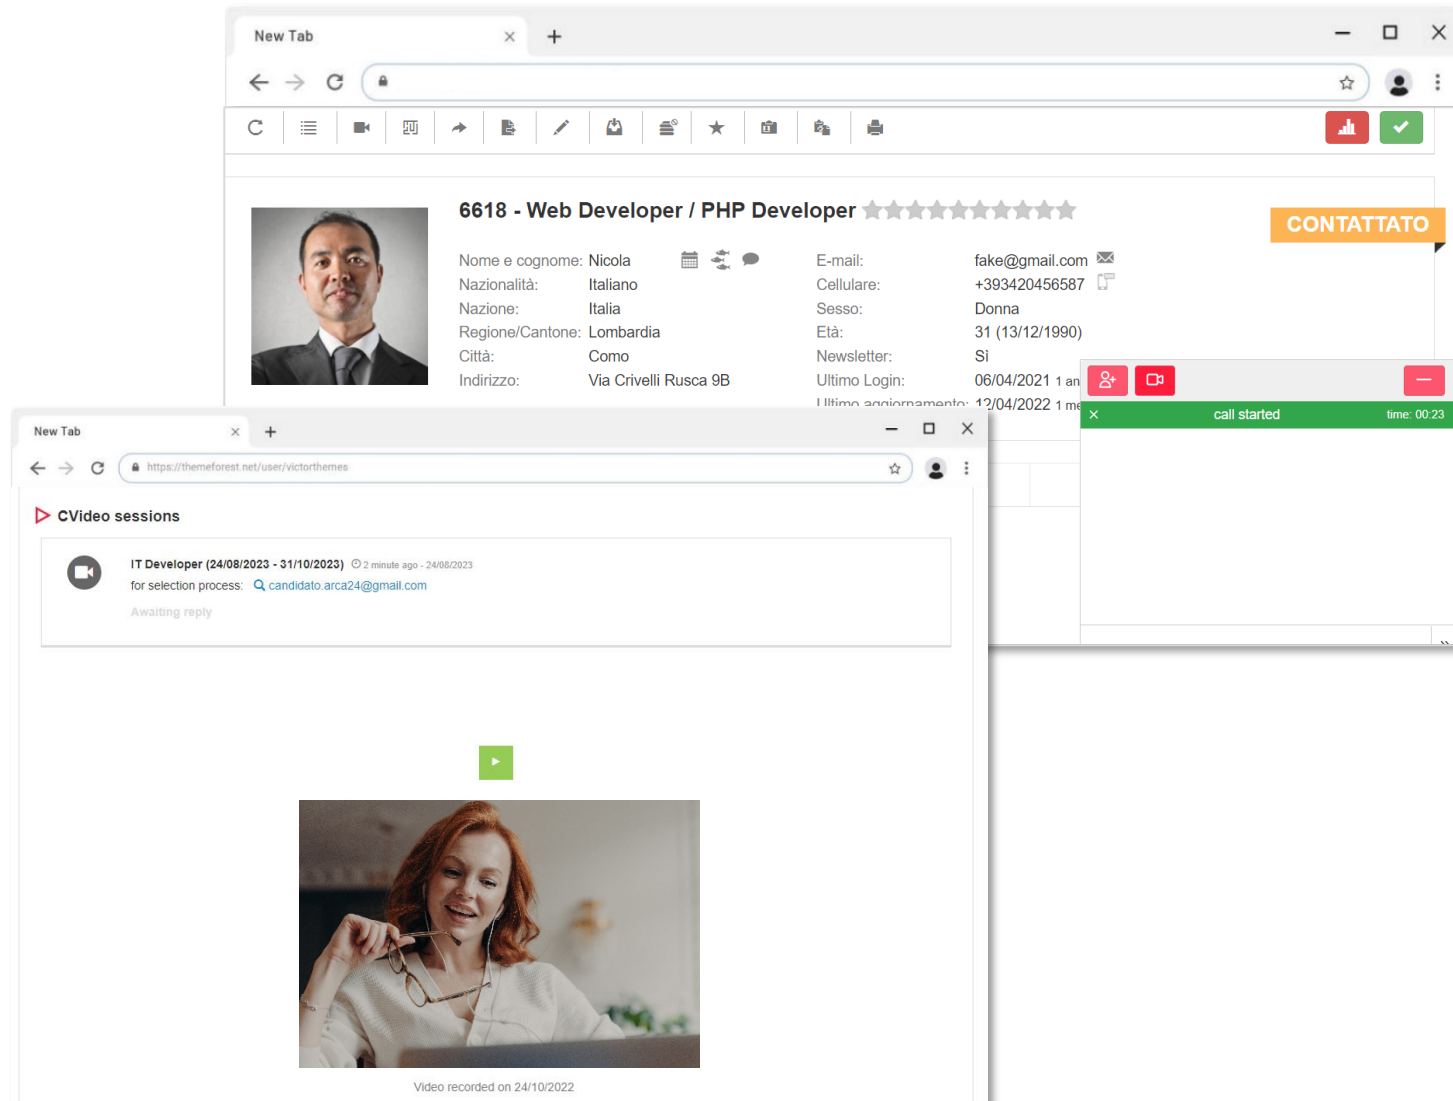 New Tab
6618 - Web Developer / PHP Developer
CONTATTATO
Nome e cognome: Nicola
E-mail: fake@gmail.com
Nazionalità: Italiano
Cellulare: +393420456587
Nazione: Italia
Sesso: Donna
Regione/Cantone: Lombardia
Età: 31 (13/12/1990)
Città: Como
Newsletter: Sì
Indirizzo: Via Crivelli Rusca 9B
Ultimo Login: 06/04/2021 1 an
Ultimo aggiornamento: 12/04/2022 1 me
call started
time: 00:23
New Tab
https://themeforest.net/user/victorthemes
CVideo sessions
IT Developer (24/08/2023 - 31/10/2023) 2 minute ago - 24/08/2023
for selection process: candidato.arca24@gmail.com
Awaiting reply
Video recorded on 24/10/2022